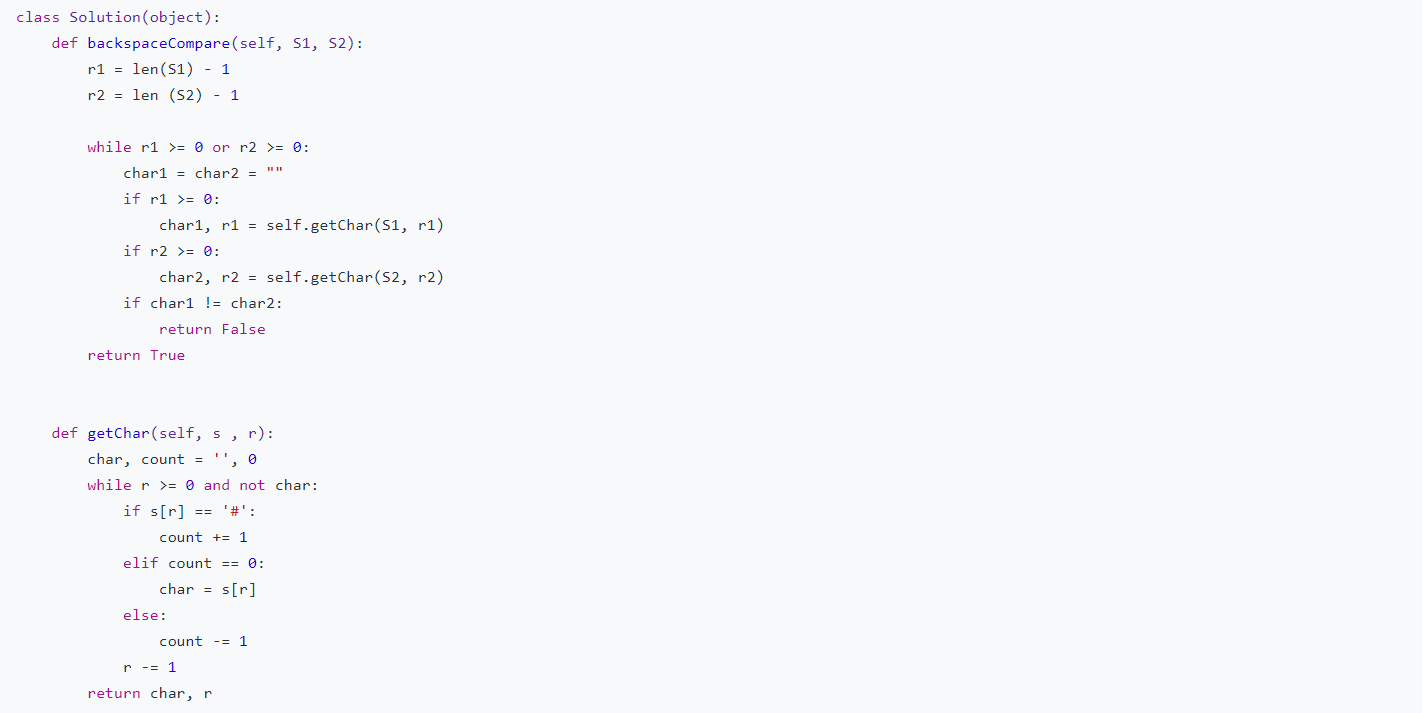 class Solution(object):
    def backspaceCompare(self, S1, S2):
        r1 = len(S1) - 1
        r2 = len (S2) - 1

        while r1 >= 0 or r2 >= 0:
            char1 = char2 = ""
            if r1 >= 0:
                char1, r1 = self.getChar(S1, r1)
            if r2 >= 0:
                char2, r2 = self.getChar(S2, r2)
            if char1 != char2:
                return False
        return True


    def getChar(self, s , r):
        char, count = '', 0
        while r >= 0 and not char:
            if s[r] == '#':
                count += 1
            elif count == 0:
                char = s[r]
            else:
                count -= 1
            r -= 1
        return char, r